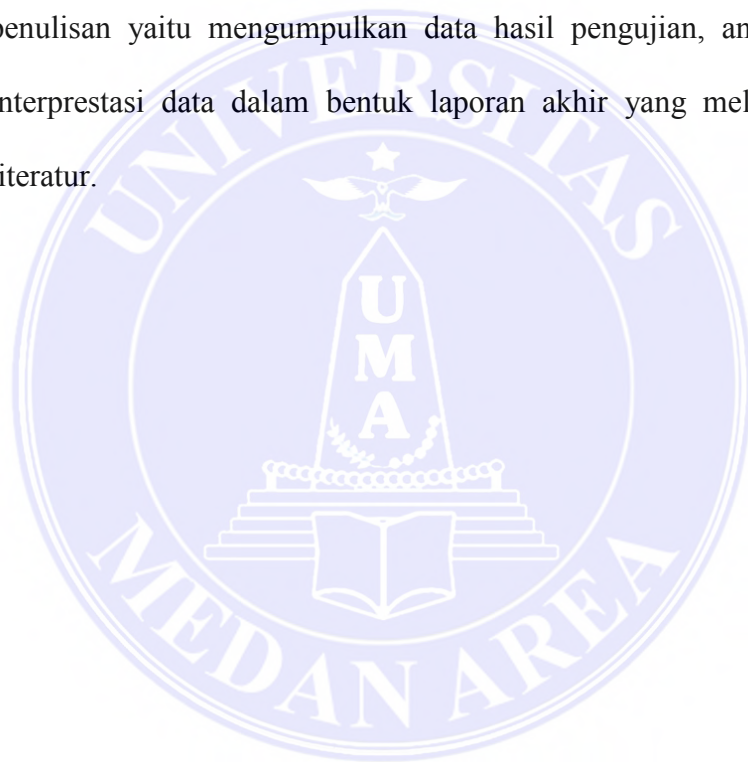 penulisan yaitu mengumpulkan data hasil pengujian, an
nterprestasi data dalam bentuk laporan akhir yang mel
iteratur.
UNIVERSITAS
U
M
A
MEDAN AREA